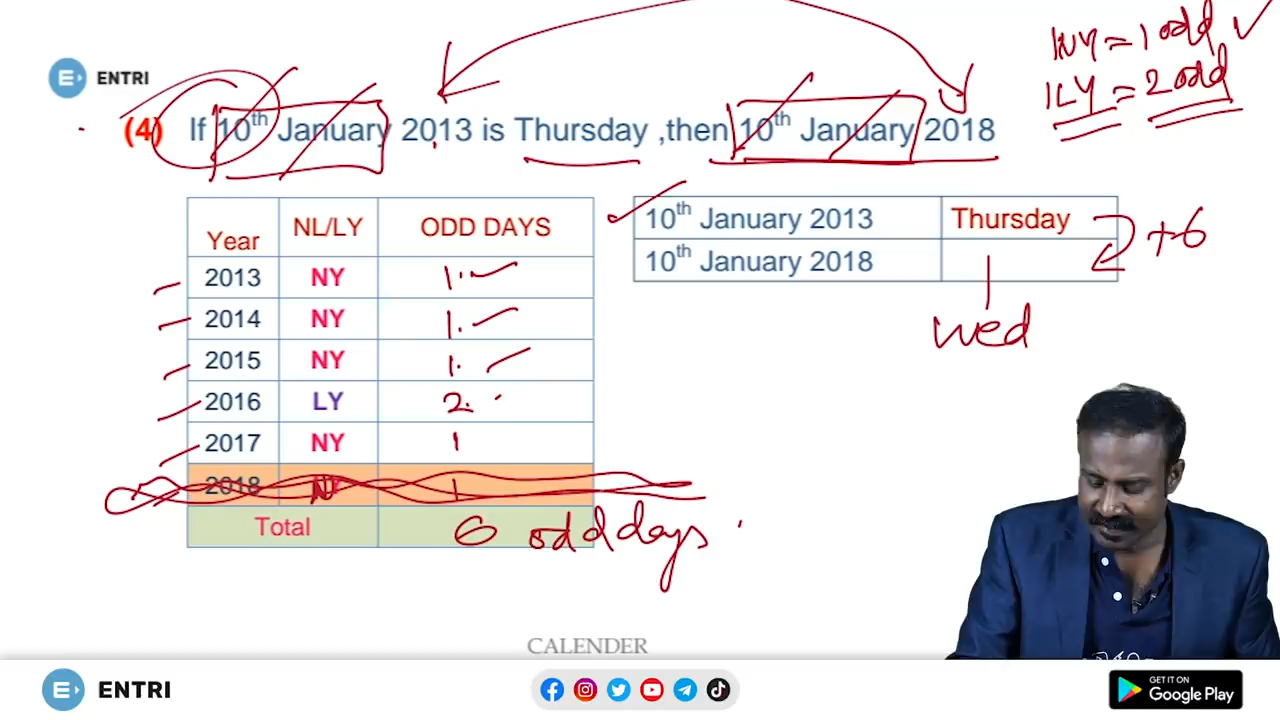 1NY = 1 odd ✓
1LY = 2 odd
ENTRI
(4) If 10th January 2013 is Thursday ,then 10th January 2018
Year NL/LY ODD DAYS
2013 NY 1
2014 NY 1
2015 NY 1
2016 LY 2
2017 NY 1
2018 NY 1
Total 6 odd days
10th January 2013 Thursday
10th January 2018
+6
Wed
CALENDER
ENTRI
GET IT ON
Google Play